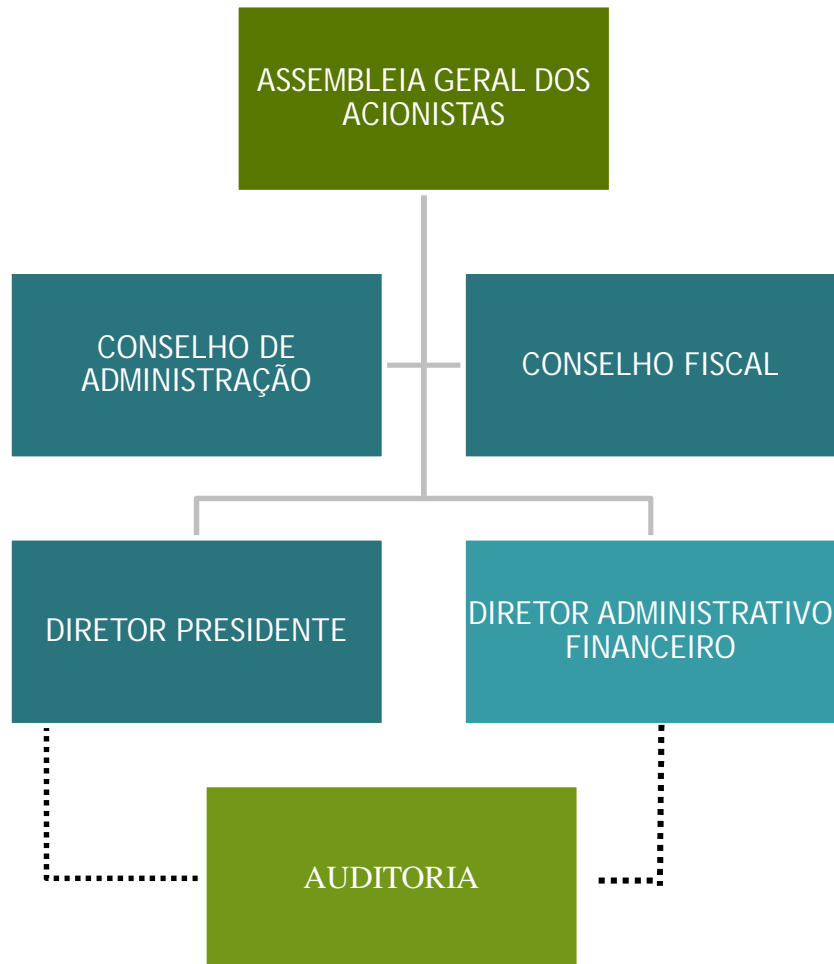 ASSEMBLEIA GERAL DOS
ACIONISTAS
CONSELHO DE
ADMINISTRAÇÃO
CONSELHO FISCAL
DIRETOR PRESIDENTE
DIRETOR ADMINISTRATIVO
FINANCEIRO
AUDITORIA